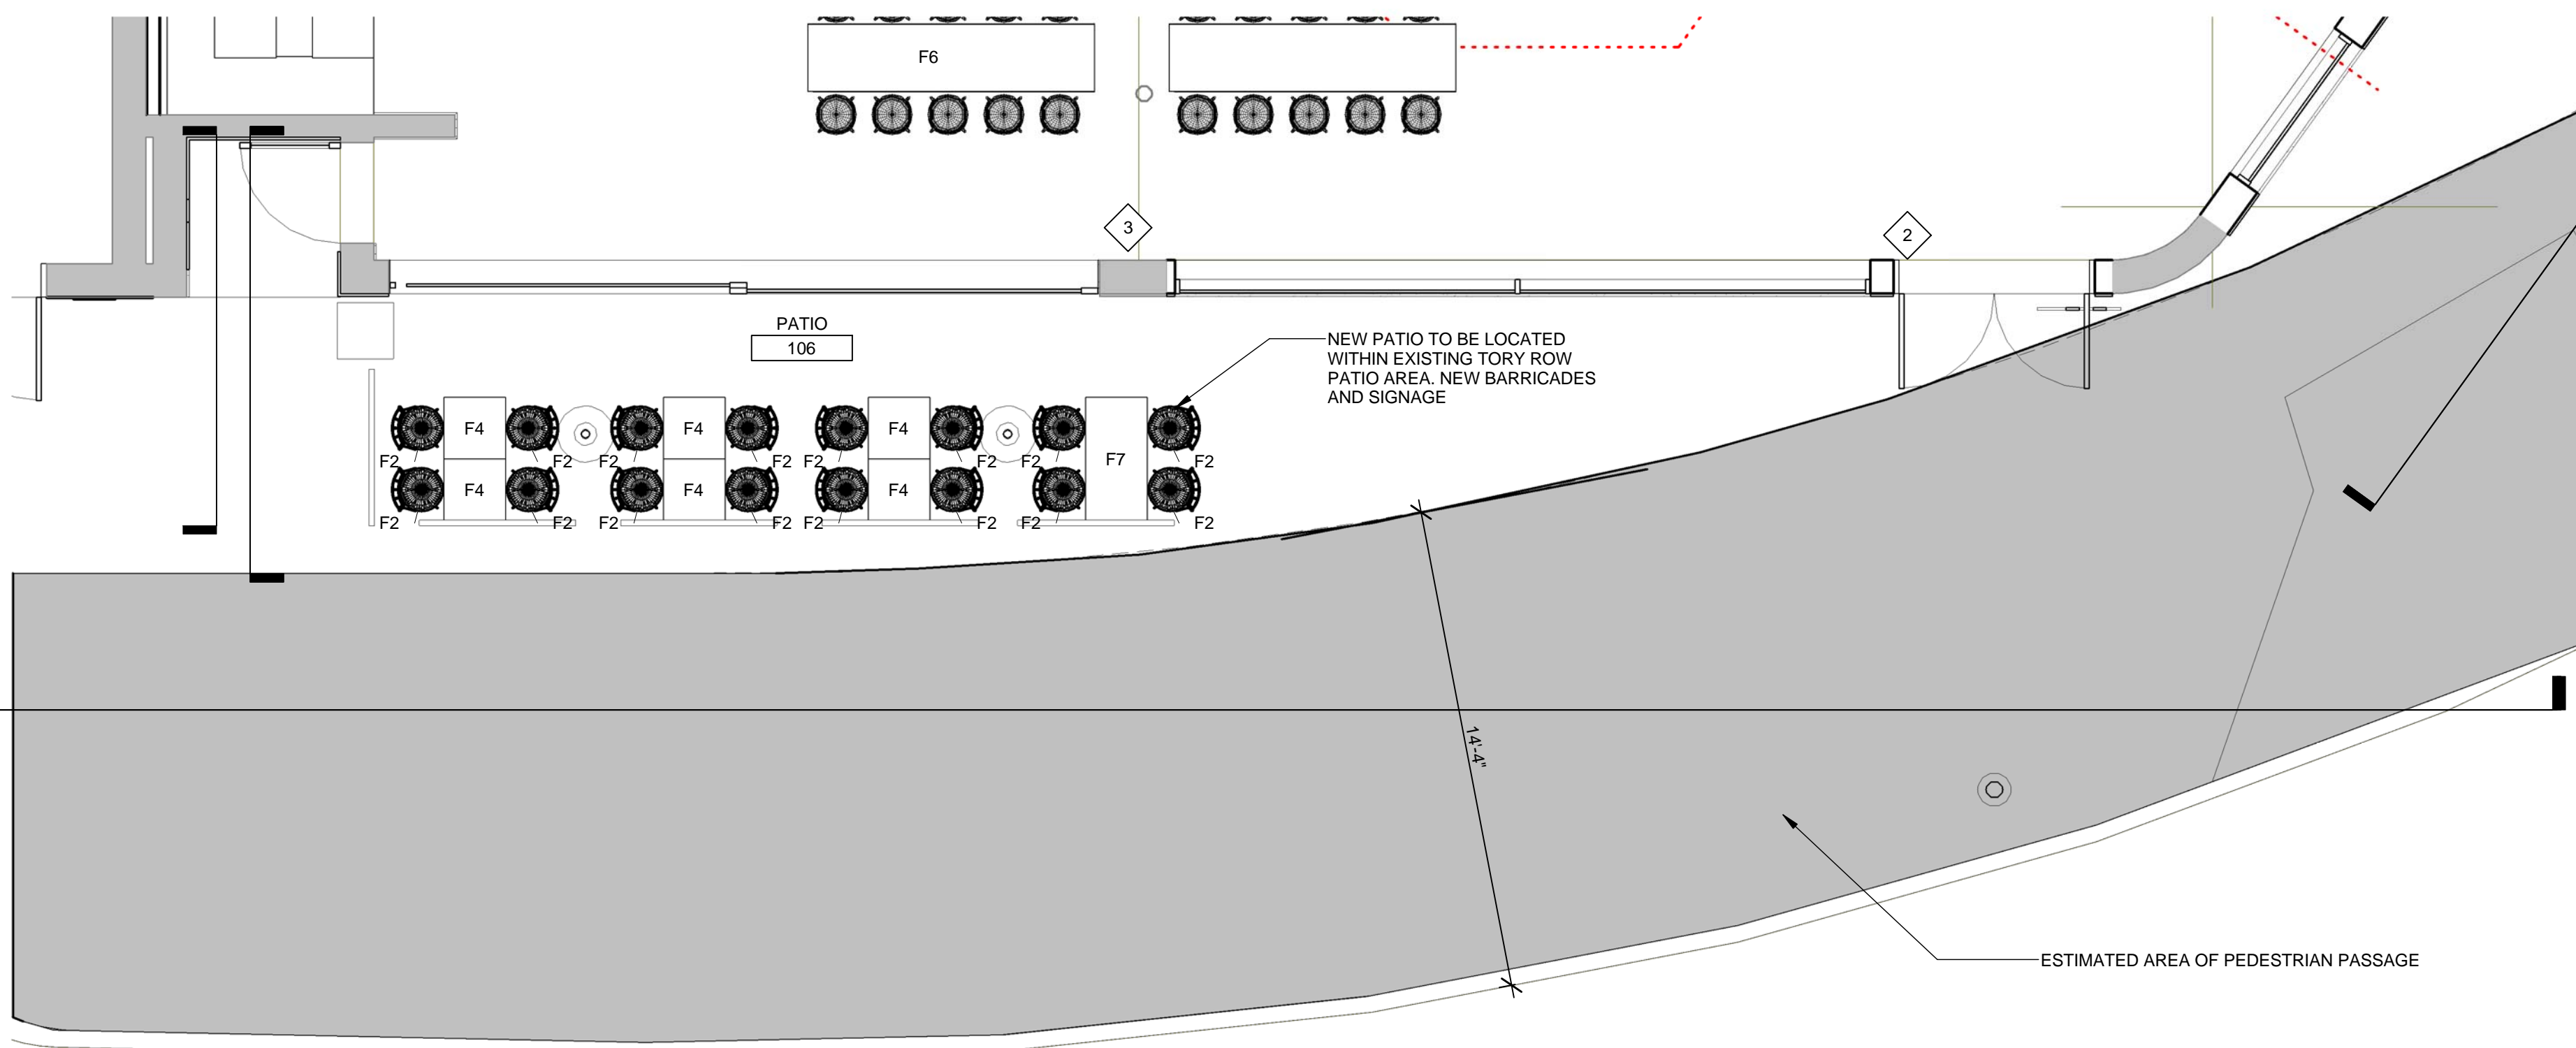 F6
3
2
PATIO
106
NEW PATIO TO BE LOCATED
WITHIN EXISTING TORY ROW
PATIO AREA. NEW BARRICADES
AND SIGNAGE
F4 F4 F4
F2 F2 F2 F2 F2 F2 F2 F7 F2
F4 F4 F4
F2 F2 F2 F2 F2 F2 F2 F2
14'-4"
ESTIMATED AREA OF PEDESTRIAN PASSAGE